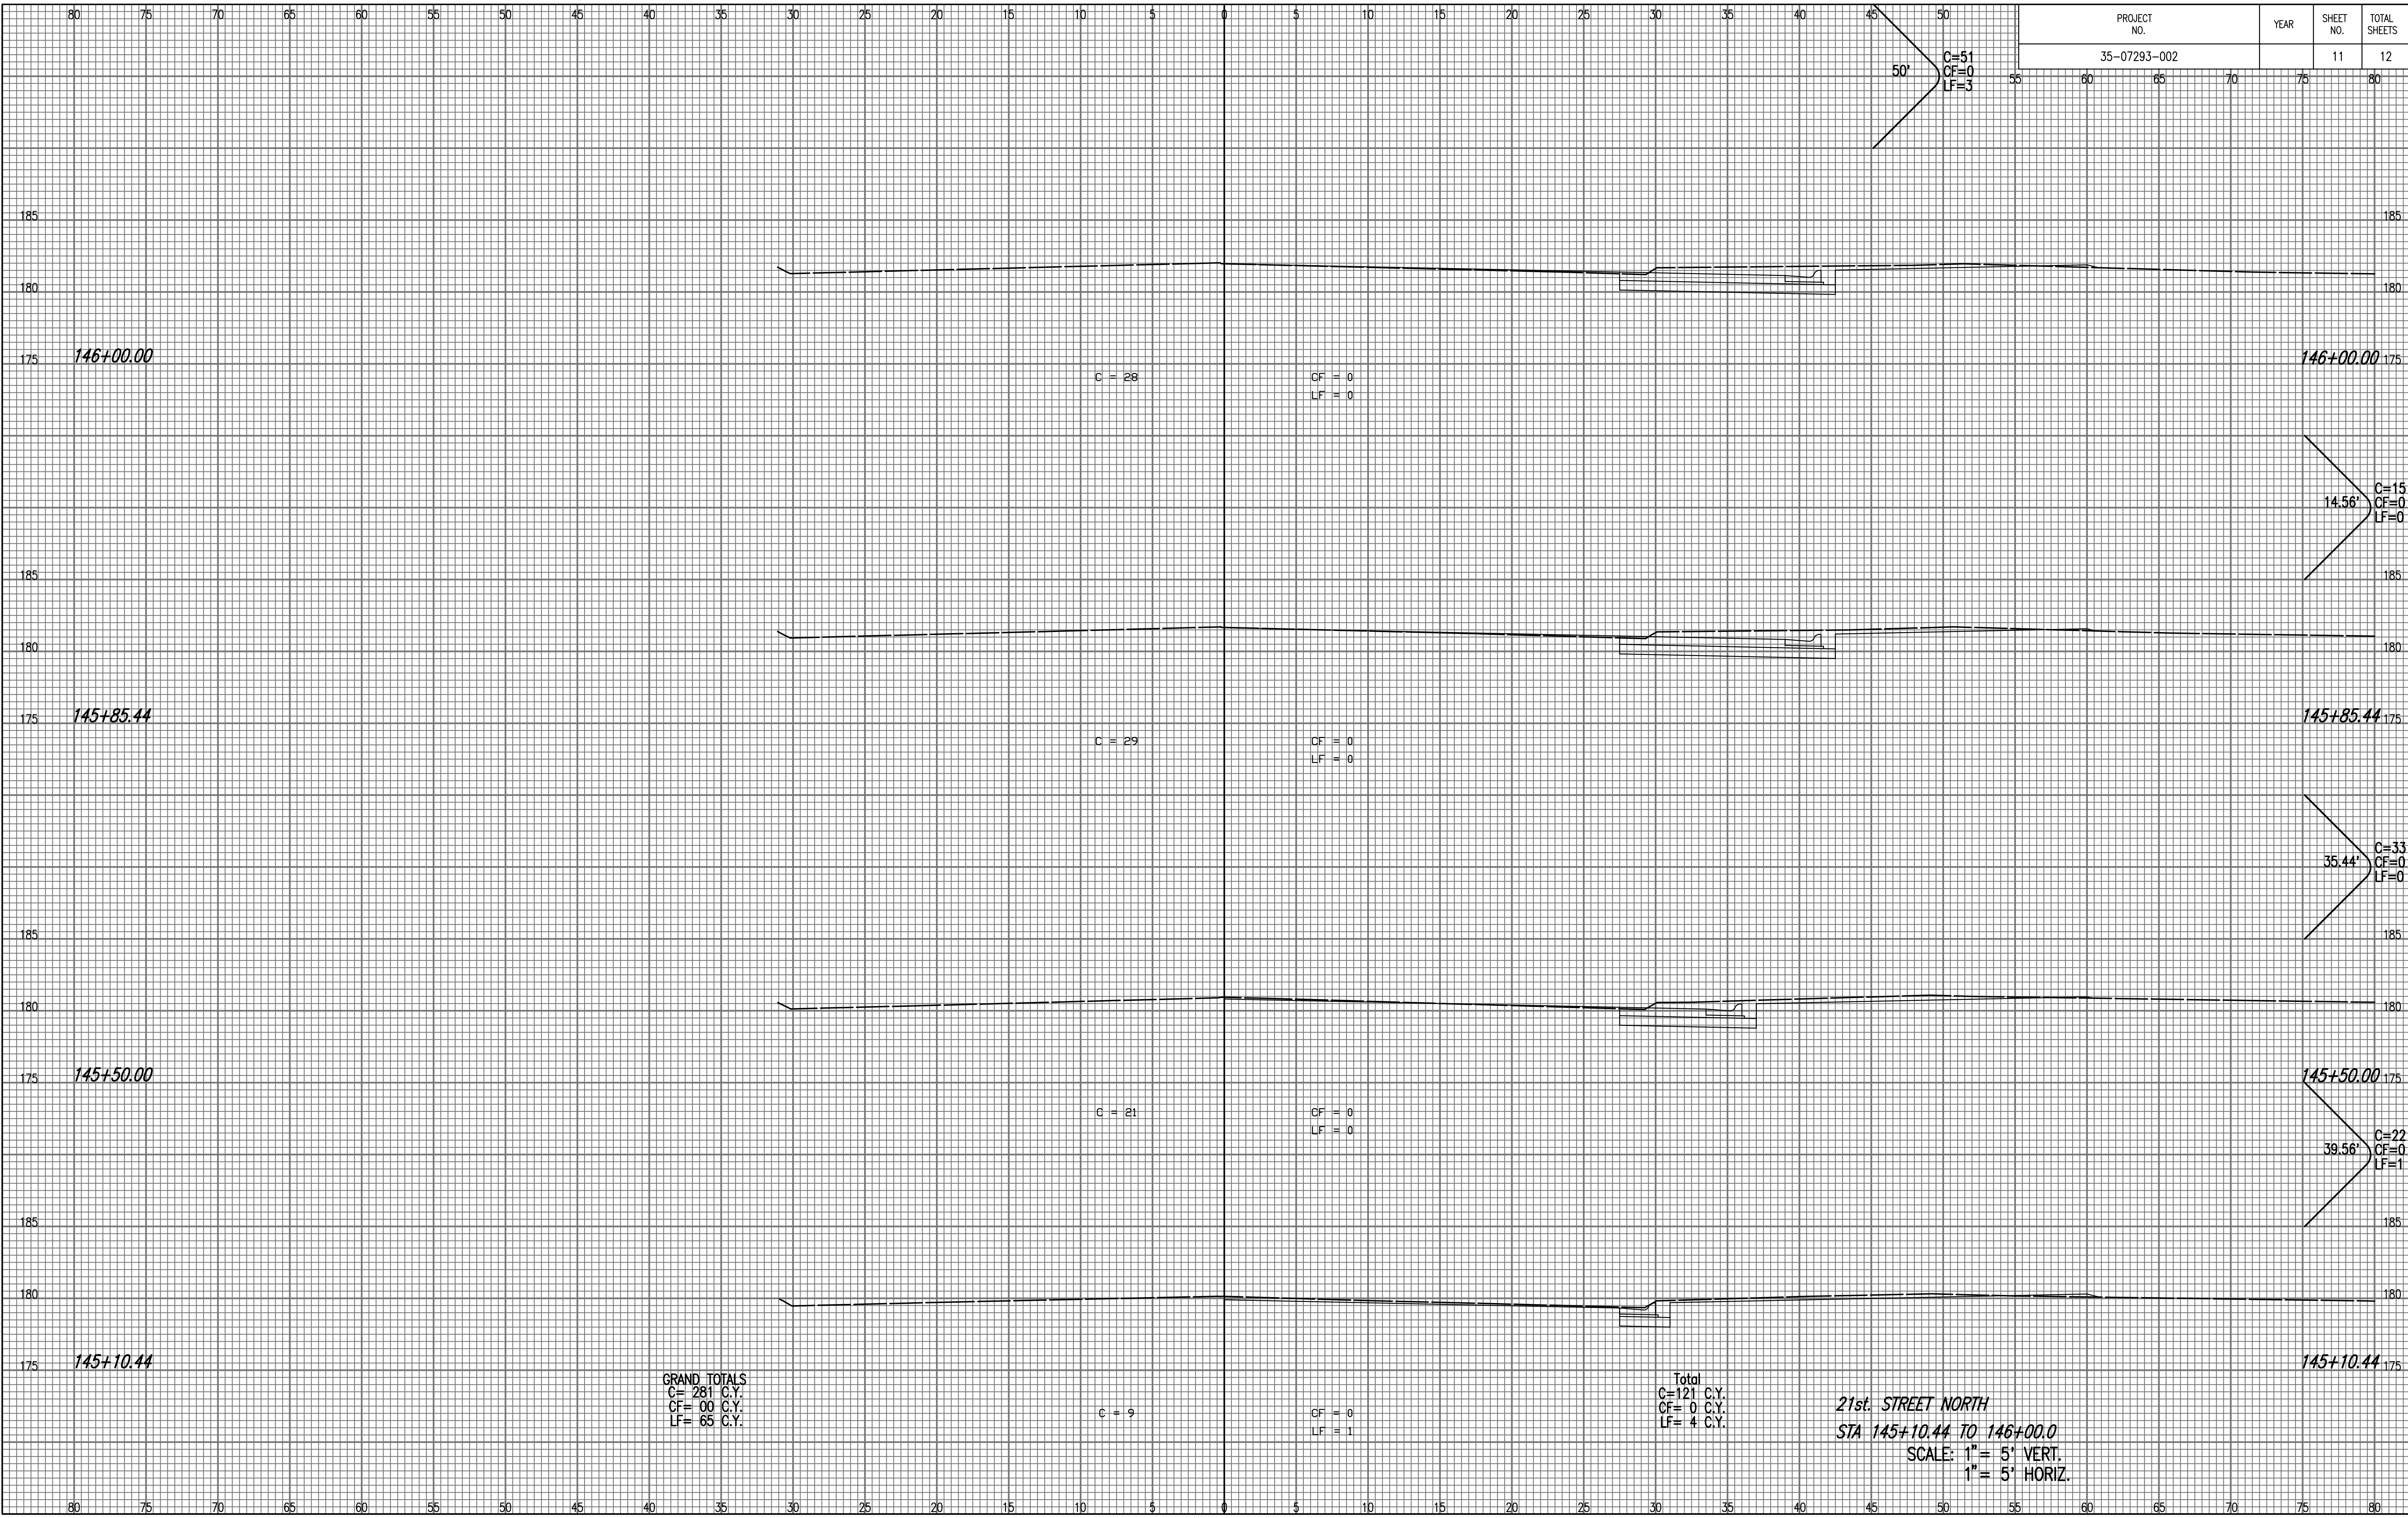 80 75 70 65 60 55 50 45 40 35 30 25 20 15 10 5 0 5 10 15 20 25 30 35 40 45 50
PROJECT NO. YEAR SHEET NO. TOTAL SHEETS
35-07293-002 11 12
55 60 65 70 75 80
C=51
50' CF=0
LF=3
185 185
180 180
175 146+00.00 146+00.00 175
C = 28 CF = 0
LF = 0
C=15
14.56' CF=0
LF=0
185 185
180 180
175 145+85.44 145+85.44 175
C = 29 CF = 0
LF = 0
C=33
35.44' CF=0
LF=0
185 185
180 180
175 145+50.00 145+50.00 175
C = 21 CF = 0
LF = 0
C=22
39.56' CF=0
LF=1
185 185
180 180
175 145+10.44 145+10.44 175
GRAND TOTALS
C= 281 C.Y.
CF= 00 C.Y.
LF= 65 C.Y.
C = 9 CF = 0
LF = 1
Total
C=121 C.Y.
CF= 0 C.Y.
LF= 4 C.Y.
21st. STREET NORTH
STA 145+10.44 TO 146+00.0
SCALE: 1"= 5' VERT.
1"= 5' HORIZ.
80 75 70 65 60 55 50 45 40 35 30 25 20 15 10 5 0 5 10 15 20 25 30 35 40 45 50 55 60 65 70 75 80